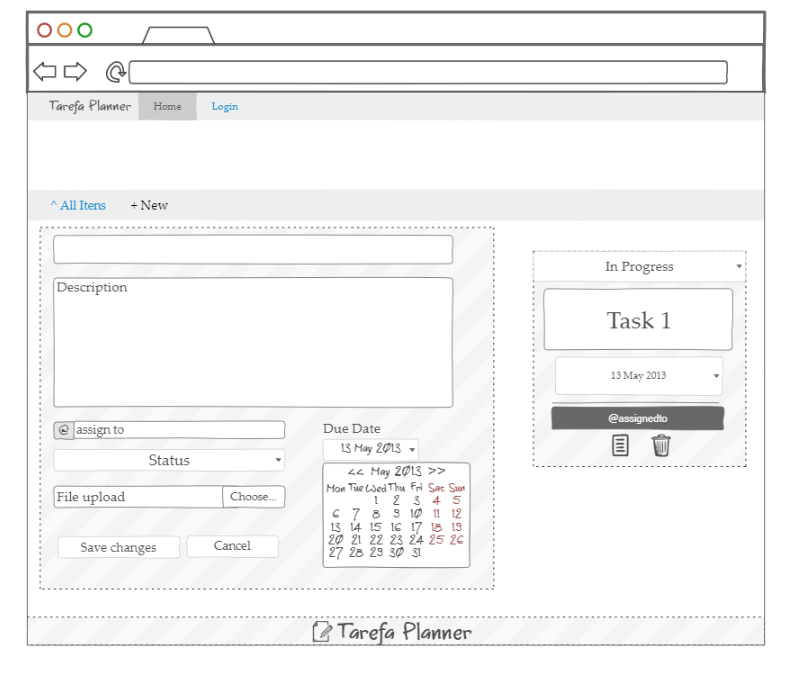 Tarefa Planner Home Login
^ All Itens + New
Description
@ assign to
Status
File upload Choose...
Save changes Cancel
Due Date
13 May 2013
<< May 2013 >>
Mon Tue Wed Thu Fri Sat Sun
1 2 3 4 5
6 7 8 9 10 11 12
13 14 15 16 17 18 19
20 21 22 23 24 25 26
27 28 29 30 31
In Progress
Task 1
13 May 2013
@assignedto
Tarefa Planner